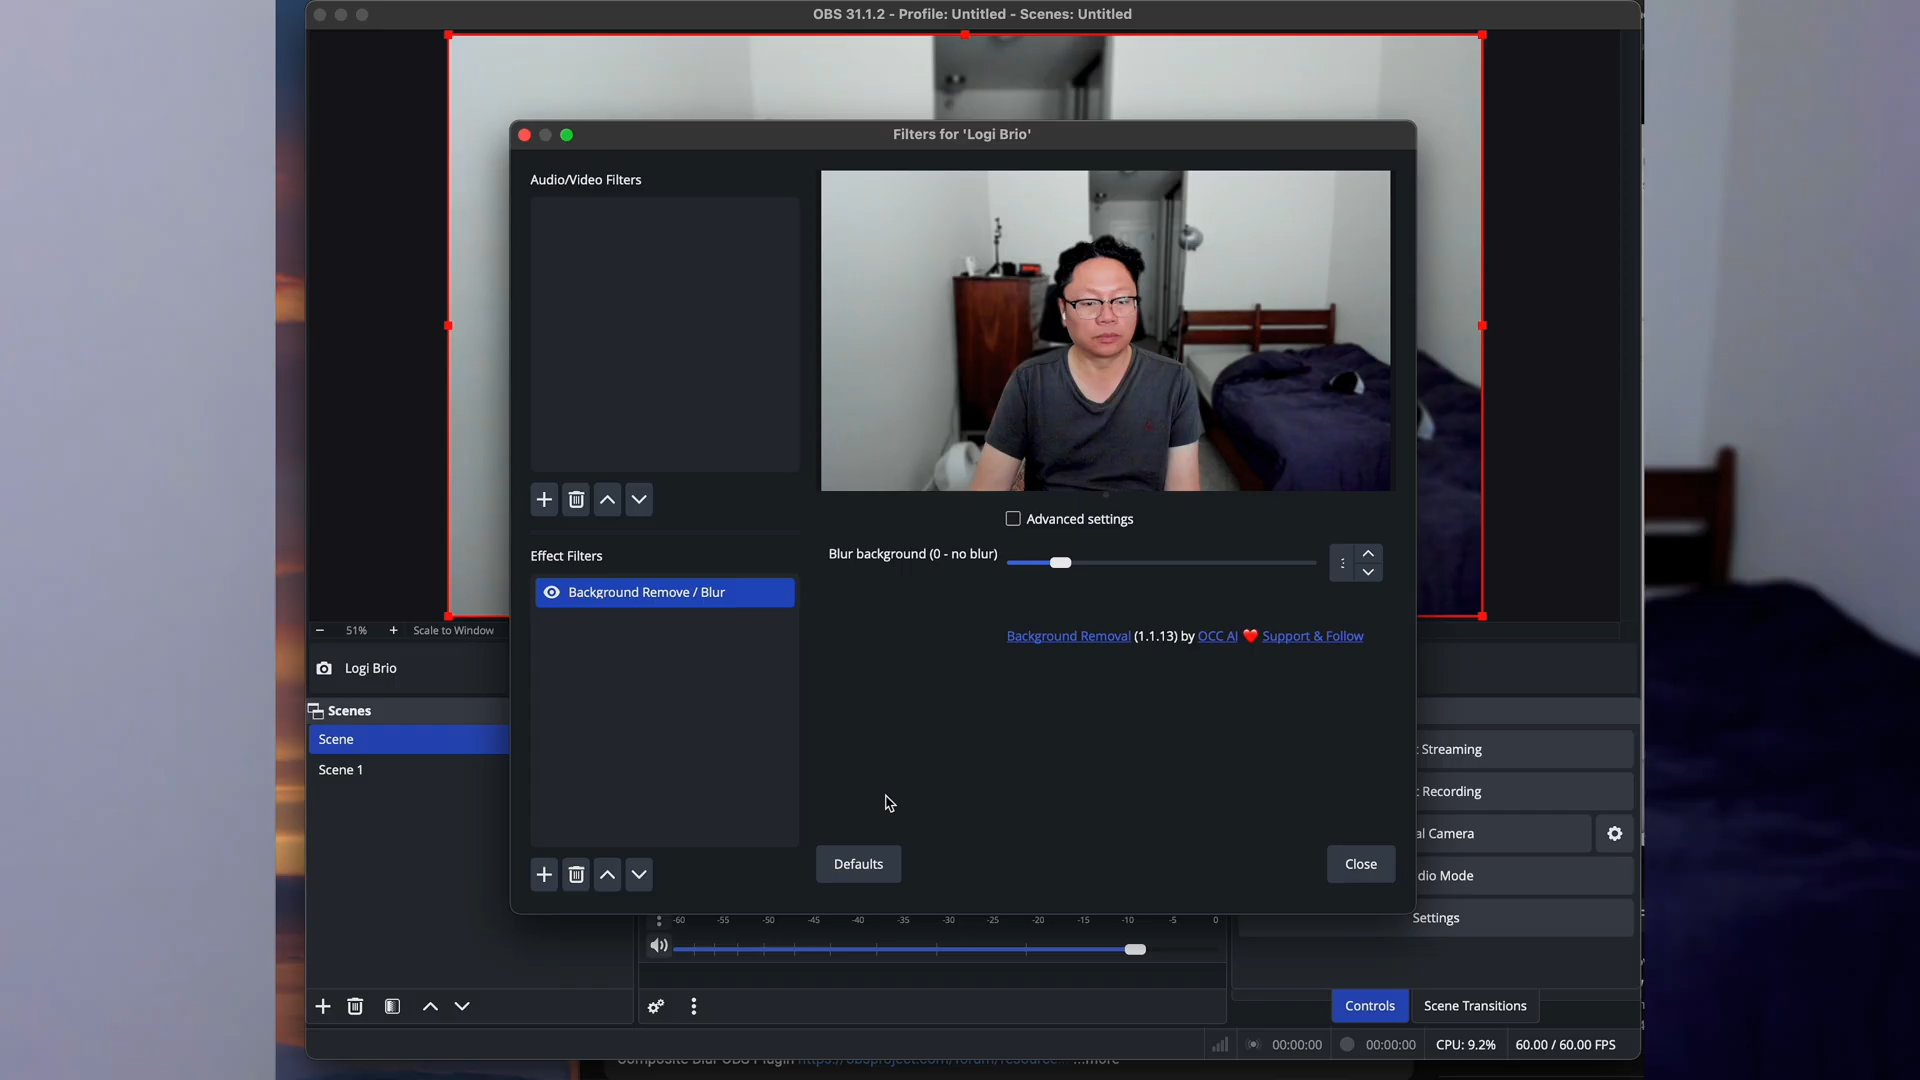 OBS 31.1.2 - Profile: Untitled - Scenes: Untitled
Filters for 'Logi Brio'
Audio/Video Filters
Advanced settings
Blur background (0 - no blur)
Effect Filters
Background Remove / Blur
Background Removal (1.1.13) by OCC AI ❤️ Support & Follow
Defaults
Close
51%
Scale to Window
Logi Brio
Scenes
Scene
Scene 1
Streaming
Recording
al Camera
dio Mode
Settings
-60 -55 -50 -45 -40 -35 -30 -25 -20 -15 -10 -5 0
Controls
Scene Transitions
00:00:00
00:00:00
CPU: 9.2%
60.00 / 60.00 FPS
...more